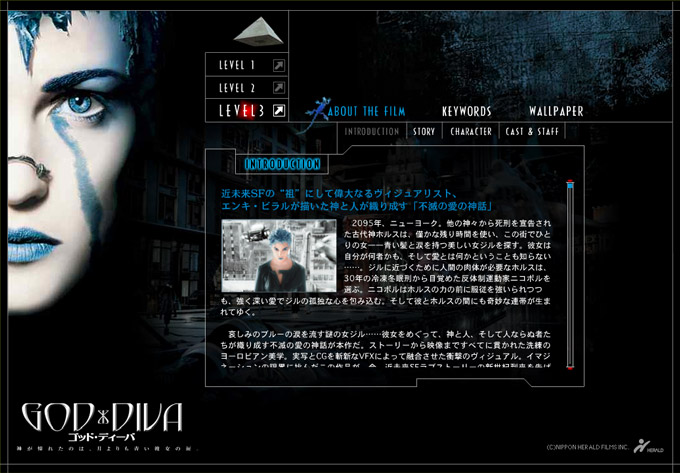 LEVEL 1
LEVEL 2
LEVEL3
ABOUT THE FILM
KEYWORDS
WALLPAPER
INTRODUCTION
STORY
CHARACTER
CAST & STAFF
INTRODUCTION
近未来SFの“祖”にして偉大なるヴィジュアリスト、
エンキ・ビラルが描いた神と人が織り成す「不滅の愛の神話」
2095年、ニューヨーク。他の神々から死刑を宣告され
た古代神ホルスは、僅かな残り時間を使い、この街でひと
りの女——青い髪と涙を持つ美しい女ジルを探す。彼女は
自分が何者かも、そして愛とは何かということも知らない
……。ジルに近づくために人間の肉体が必要なホルスは、
30年の冷凍冬眠刑から目覚めた反体制運動家ニコポルを
選ぶ。ニコポルはホルスの力の前に服従を強いられつつ
も、強く深い愛でジルの孤独な心を包み込む。そして彼とホルスの間にも奇妙な連帯が生ま
れてゆく。
哀しみのブルーの涙を流す謎の女ジル……彼女をめぐって、神と人、そして人ならぬ者た
ちが織り成す不滅の愛の神話が本作だ。ストーリーから映像まですべてに貫かれた洗練の
ヨーロピアン美学。実写とCGを斬新なVFXによって融合させた衝撃のヴィジュアル。イマジ
ネーションの限界に挑んだこの作品が、今、近未来SFラブストーリーの新世紀到来を告げ
GOD DIVA
ゴッド・ディーバ
神が惚れたのは、月よりも青い彼女の涙。
(C)NIPPON HERALD FILMS INC.
HERALD